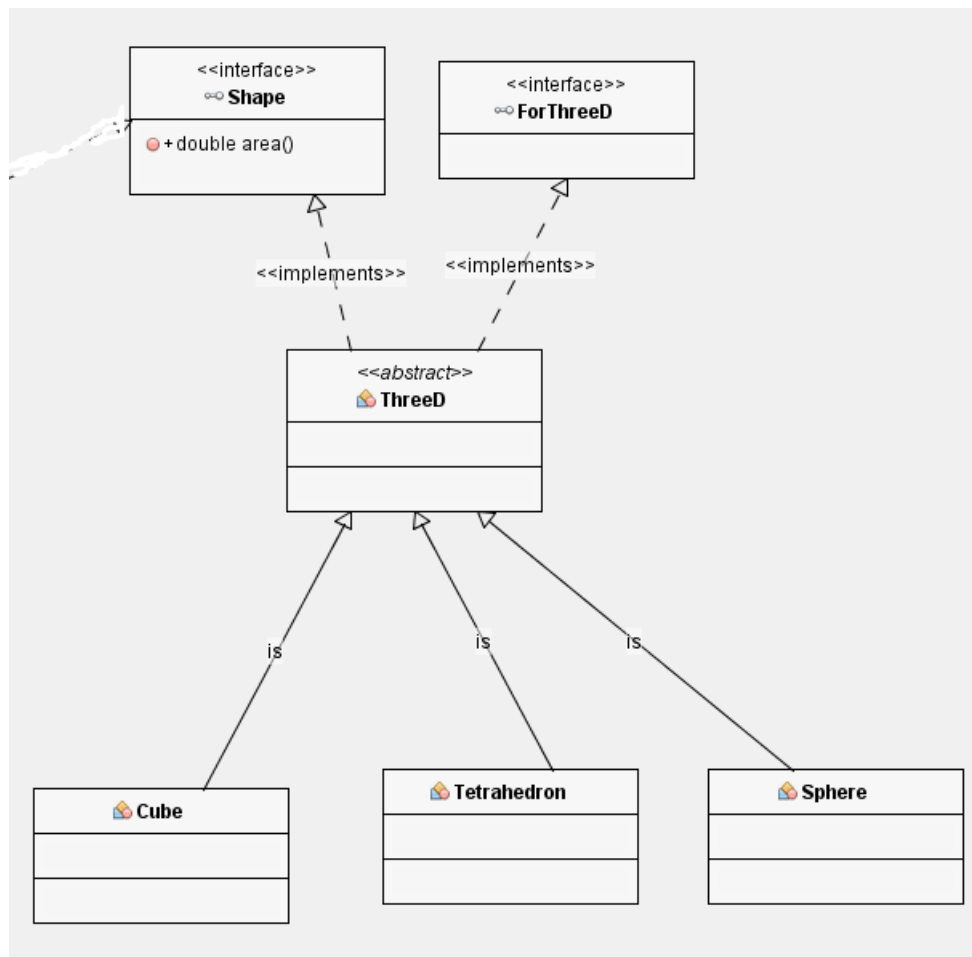 <<interface>>
Shape
+ double area()
<<interface>>
ForThreeD
<<implements>>
<<implements>>
<<abstract>>
ThreeD
is
is
is
Cube
Tetrahedron
Sphere